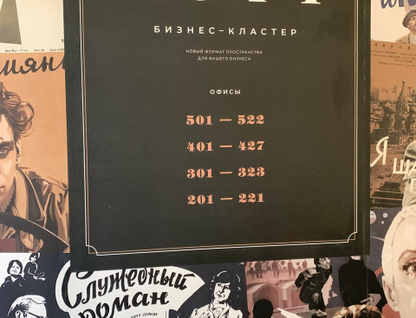 БИЗНЕС-КЛАСТЕР
НОВЫЙ ФОРМАТ ПРОСТРАНСТВА
ДЛЯ ВАШЕГО БИЗНЕСА
ОФИСЫ
501 — 522
401 — 427
301 — 323
201 — 221
Я
Служебный
роман